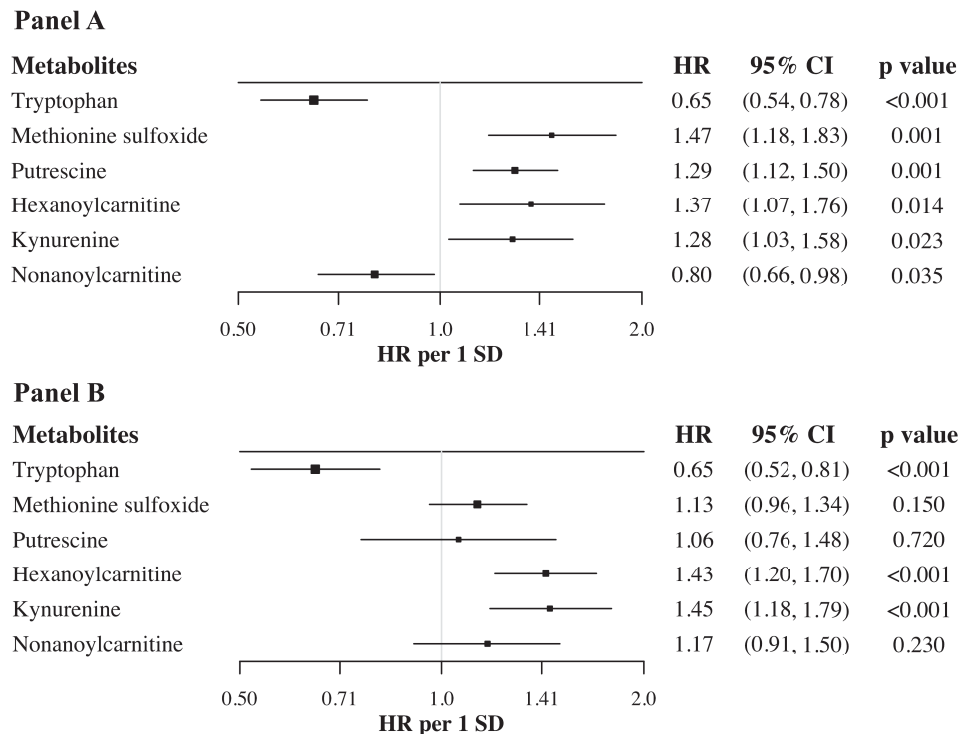 Panel A
Metabolites HR 95% CI p value
Tryptophan 0.65 (0.54, 0.78) <0.001
Methionine sulfoxide 1.47 (1.18, 1.83) 0.001
Putrescine 1.29 (1.12, 1.50) 0.001
Hexanoylcarnitine 1.37 (1.07, 1.76) 0.014
Kynurenine 1.28 (1.03, 1.58) 0.023
Nonanoylcarnitine 0.80 (0.66, 0.98) 0.035
0.50 0.71 1.0 1.41 2.0
HR per 1 SD
Panel B
Metabolites HR 95% CI p value
Tryptophan 0.65 (0.52, 0.81) <0.001
Methionine sulfoxide 1.13 (0.96, 1.34) 0.150
Putrescine 1.06 (0.76, 1.48) 0.720
Hexanoylcarnitine 1.43 (1.20, 1.70) <0.001
Kynurenine 1.45 (1.18, 1.79) <0.001
Nonanoylcarnitine 1.17 (0.91, 1.50) 0.230
0.50 0.71 1.0 1.41 2.0
HR per 1 SD